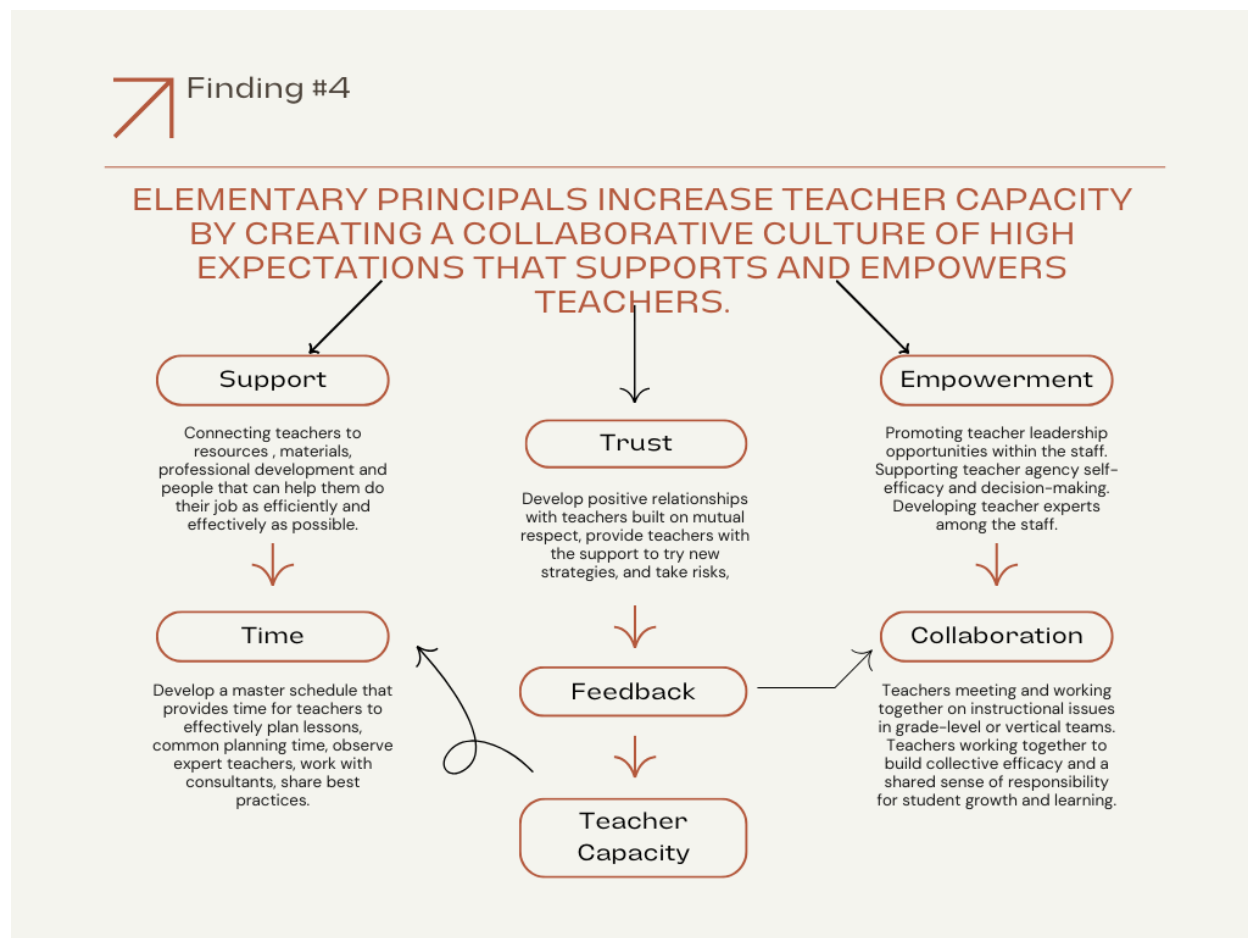 Finding #4
ELEMENTARY PRINCIPALS INCREASE TEACHER CAPACITY
BY CREATING A COLLABORATIVE CULTURE OF HIGH
EXPECTATIONS THAT SUPPORTS AND EMPOWERS
TEACHERS.
Support
Connecting teachers to
resources , materials,
professional development and
people that can help them do
their job as efficiently and
effectively as possible.
Time
Develop a master schedule that
provides time for teachers to
effectively plan lessons,
common planning time, observe
expert teachers, work with
consultants, share best
practices.
Trust
Develop positive relationships
with teachers built on mutual
respect, provide teachers with
the support to try new
strategies, and take risks,
Feedback
Teacher
Capacity
Empowerment
Promoting teacher leadership
opportunities within the staff.
Supporting teacher agency self-
efficacy and decision-making.
Developing teacher experts
among the staff.
Collaboration
Teachers meeting and working
together on instructional issues
in grade-level or vertical teams.
Teachers working together to
build collective efficacy and a
shared sense of responsibility
for student growth and learning.